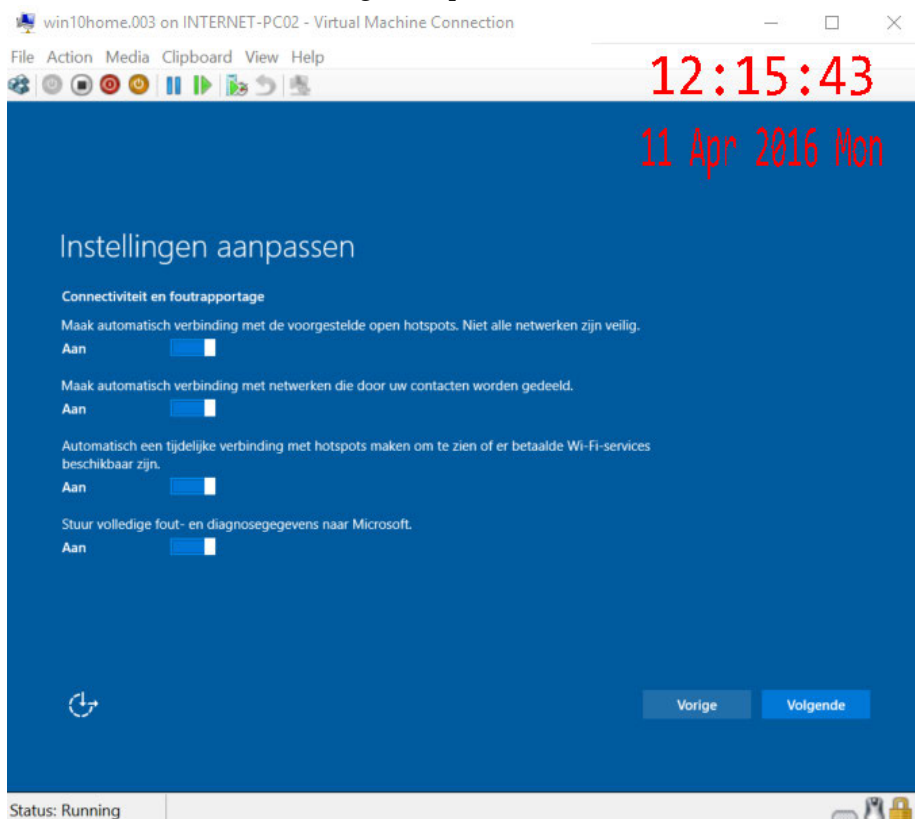 win10home.003 on INTERNET-PC02 - Virtual Machine Connection
File Action Media Clipboard View Help
12:15:43
11 Apr 2016 Mon
Instellingen aanpassen
Connectiviteit en foutrapportage
Maak automatisch verbinding met de voorgestelde open hotspots. Niet alle netwerken zijn veilig.
Aan
Maak automatisch verbinding met netwerken die door uw contacten worden gedeeld.
Aan
Automatisch een tijdelijke verbinding met hotspots maken om te zien of er betaalde Wi-Fi-services
beschikbaar zijn.
Aan
Stuur volledige fout- en diagnosegegevens naar Microsoft.
Aan
Vorige Volgende
Status: Running